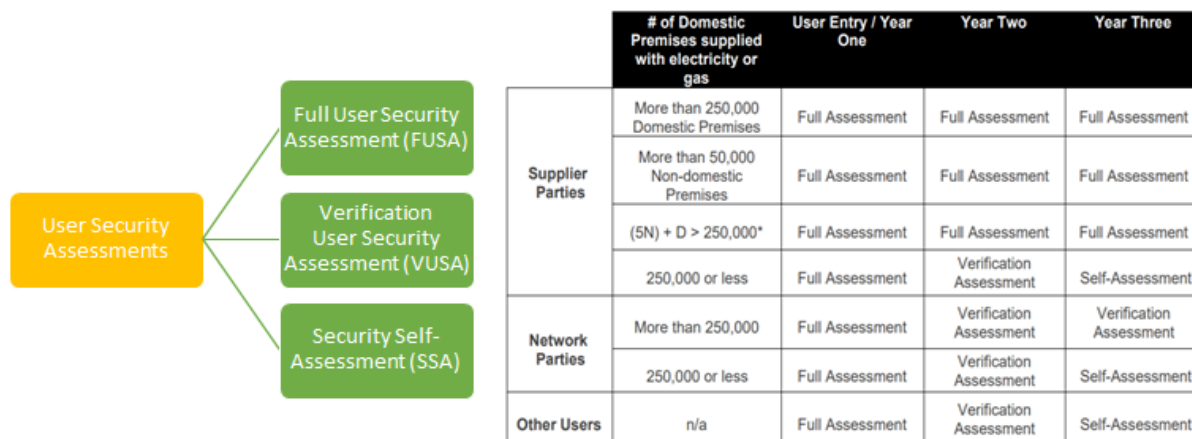 User Security
Assessments
Full User Security
Assessment (FUSA)
Verification
User Security
Assessment (VUSA)
Security Self-
Assessment (SSA)
# of Domestic
Premises supplied
with electricity or
gas
User Entry / Year
One
Year Two
Year Three
Supplier
Parties
More than 250,000
Domestic Premises
Full Assessment
Full Assessment
Full Assessment
More than 50,000
Non-domestic
Premises
Full Assessment
Full Assessment
Full Assessment
(5N) + D > 250,000*
Full Assessment
Full Assessment
Full Assessment
250,000 or less
Full Assessment
Verification
Assessment
Self-Assessment
Network
Parties
More than 250,000
Full Assessment
Verification
Assessment
Verification
Assessment
250,000 or less
Full Assessment
Verification
Assessment
Self-Assessment
Other Users
n/a
Full Assessment
Verification
Assessment
Self-Assessment